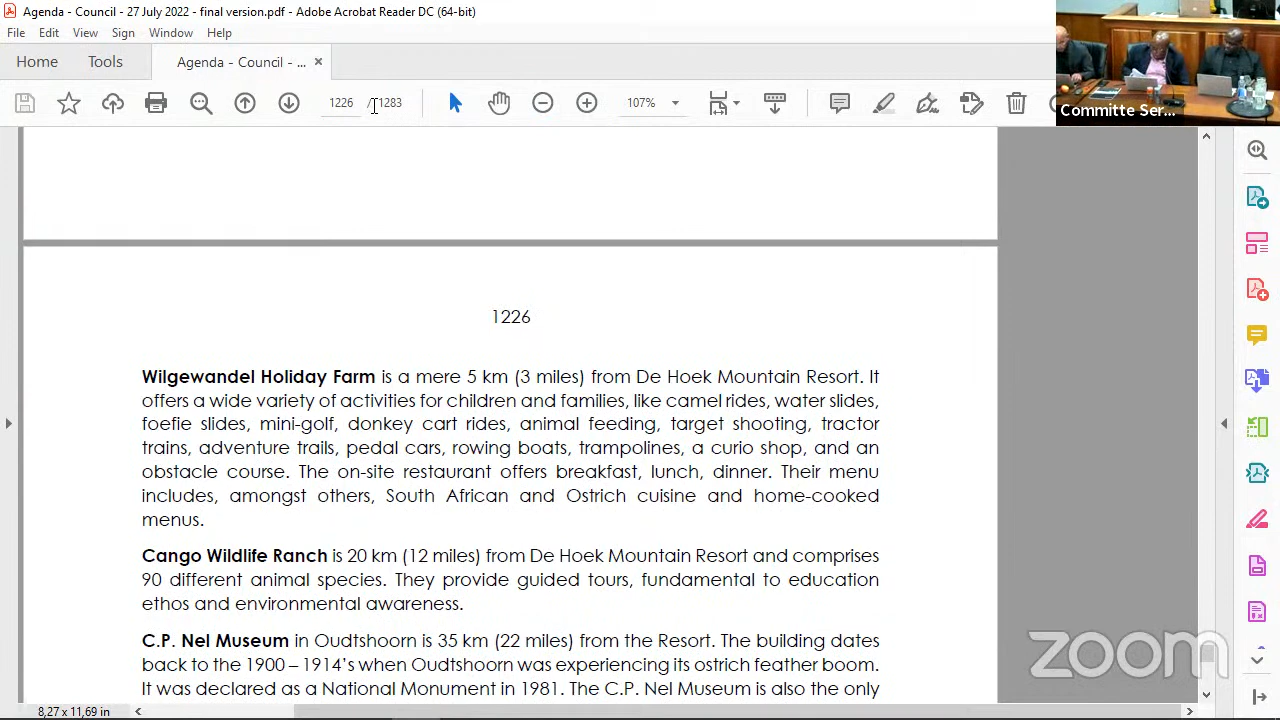 Agenda - Council - 27 July 2022 - final version.pdf - Adobe Acrobat Reader DC (64-bit)
File Edit View Sign Window Help
Home Tools Agenda - Council - ... ×
1226 / 1283 107%
Committe Ser...
1226
Wilgewandel Holiday Farm is a mere 5 km (3 miles) from De Hoek Mountain Resort. It
offers a wide variety of activities for children and families, like camel rides, water slides,
foefie slides, mini-golf, donkey cart rides, animal feeding, target shooting, tractor
trains, adventure trails, pedal cars, rowing boats, trampolines, a curio shop, and an
obstacle course. The on-site restaurant offers breakfast, lunch, dinner. Their menu
includes, amongst others, South African and Ostrich cuisine and home-cooked
menus.
Cango Wildlife Ranch is 20 km (12 miles) from De Hoek Mountain Resort and comprises
90 different animal species. They provide guided tours, fundamental to education
ethos and environmental awareness.
C.P. Nel Museum in Oudtshoorn is 35 km (22 miles) from the Resort. The building dates
back to the 1900 – 1914's when Oudtshoorn was experiencing its ostrich feather boom.
It was declared as a National Monument in 1981. The C.P. Nel Museum is also the only
zoom
8,27 x 11,69 in